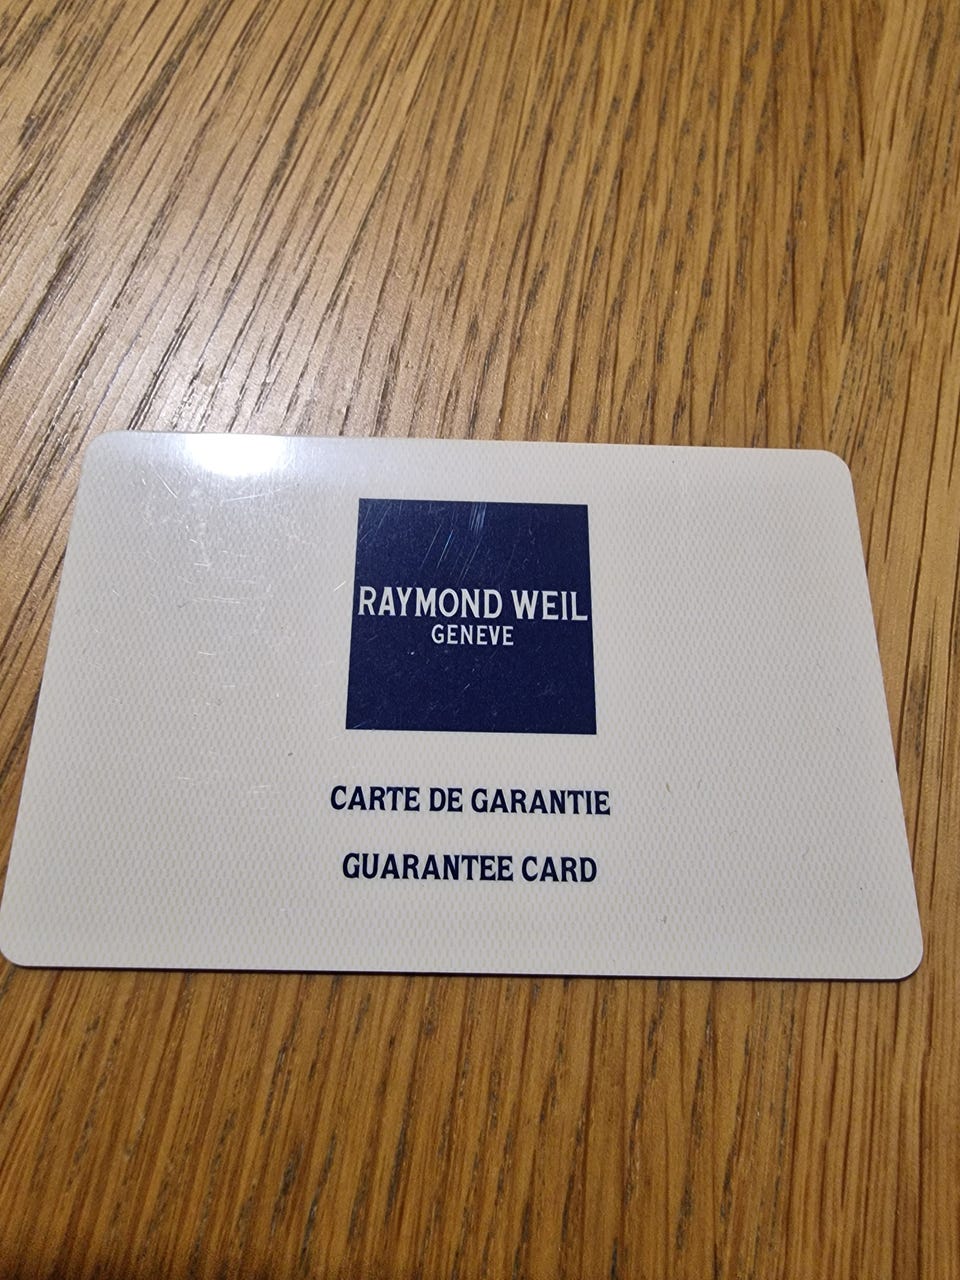 RAYMOND WEIL
GENEVE
CARTE DE GARANTIE
GUARANTEE CARD